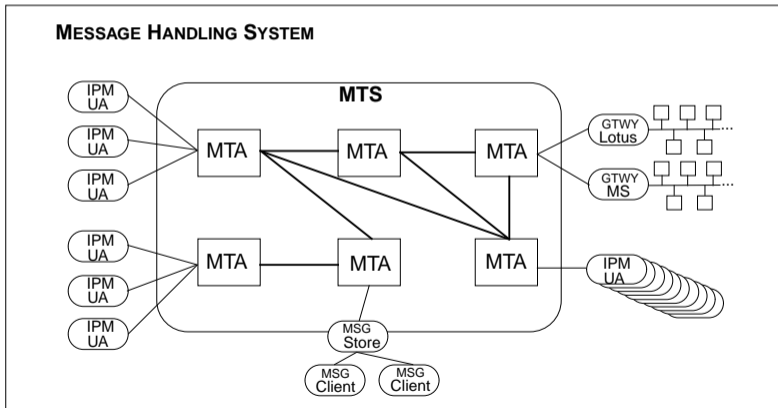 MESSAGE HANDLING SYSTEM
MTS
IPM
UA
IPM
UA
IPM
UA
MTA
MTA
MTA
GTWY
Lotus
...
GTWY
MS
...
IPM
UA
IPM
UA
IPM
UA
MTA
MTA
MTA
IPM
UA
MSG
Store
MSG
Client
MSG
Client